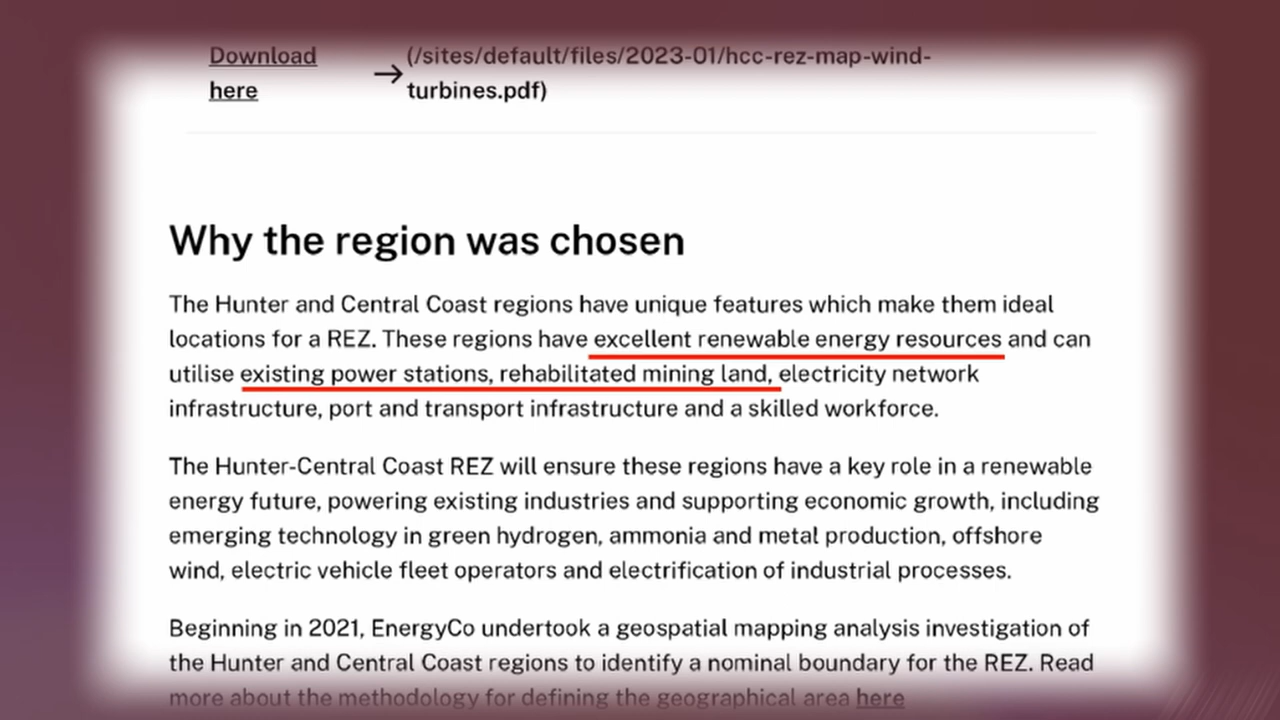 Download → (/sites/default/files/2023-01/hcc-rez-map-wind-
here turbines.pdf)
Why the region was chosen
The Hunter and Central Coast regions have unique features which make them ideal
locations for a REZ. These regions have excellent renewable energy resources and can
utilise existing power stations, rehabilitated mining land, electricity network
infrastructure, port and transport infrastructure and a skilled workforce.
The Hunter-Central Coast REZ will ensure these regions have a key role in a renewable
energy future, powering existing industries and supporting economic growth, including
emerging technology in green hydrogen, ammonia and metal production, offshore
wind, electric vehicle fleet operators and electrification of industrial processes.
Beginning in 2021, EnergyCo undertook a geospatial mapping analysis investigation of
the Hunter and Central Coast regions to identify a nominal boundary for the REZ. Read
more about the methodology for defining the geographical area here